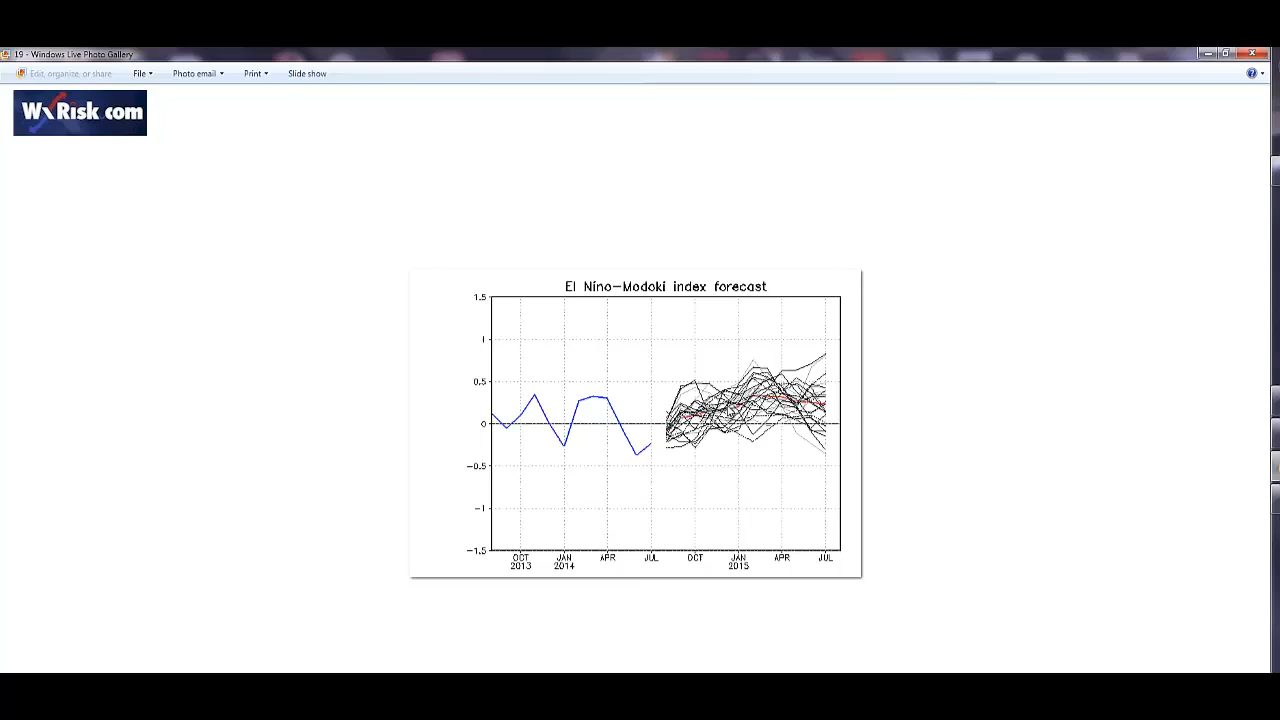 19 - Windows Live Photo Gallery
Edit, organize, or share File Photo email Print Slide show
WxRisk.com
El Nino-Modoki index forecast
1.5
1
0.5
0
-0.5
-1
-1.5
OCT JAN APR JUL OCT JAN APR JUL
2013 2014 2015